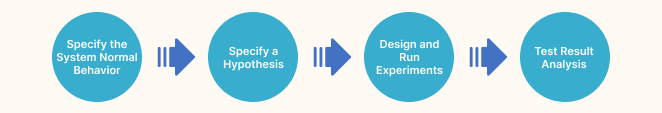 Specify the
System Normal
Behavior
Specify a
Hypothesis
Design and
Run
Experiments
Test Result
Analysis